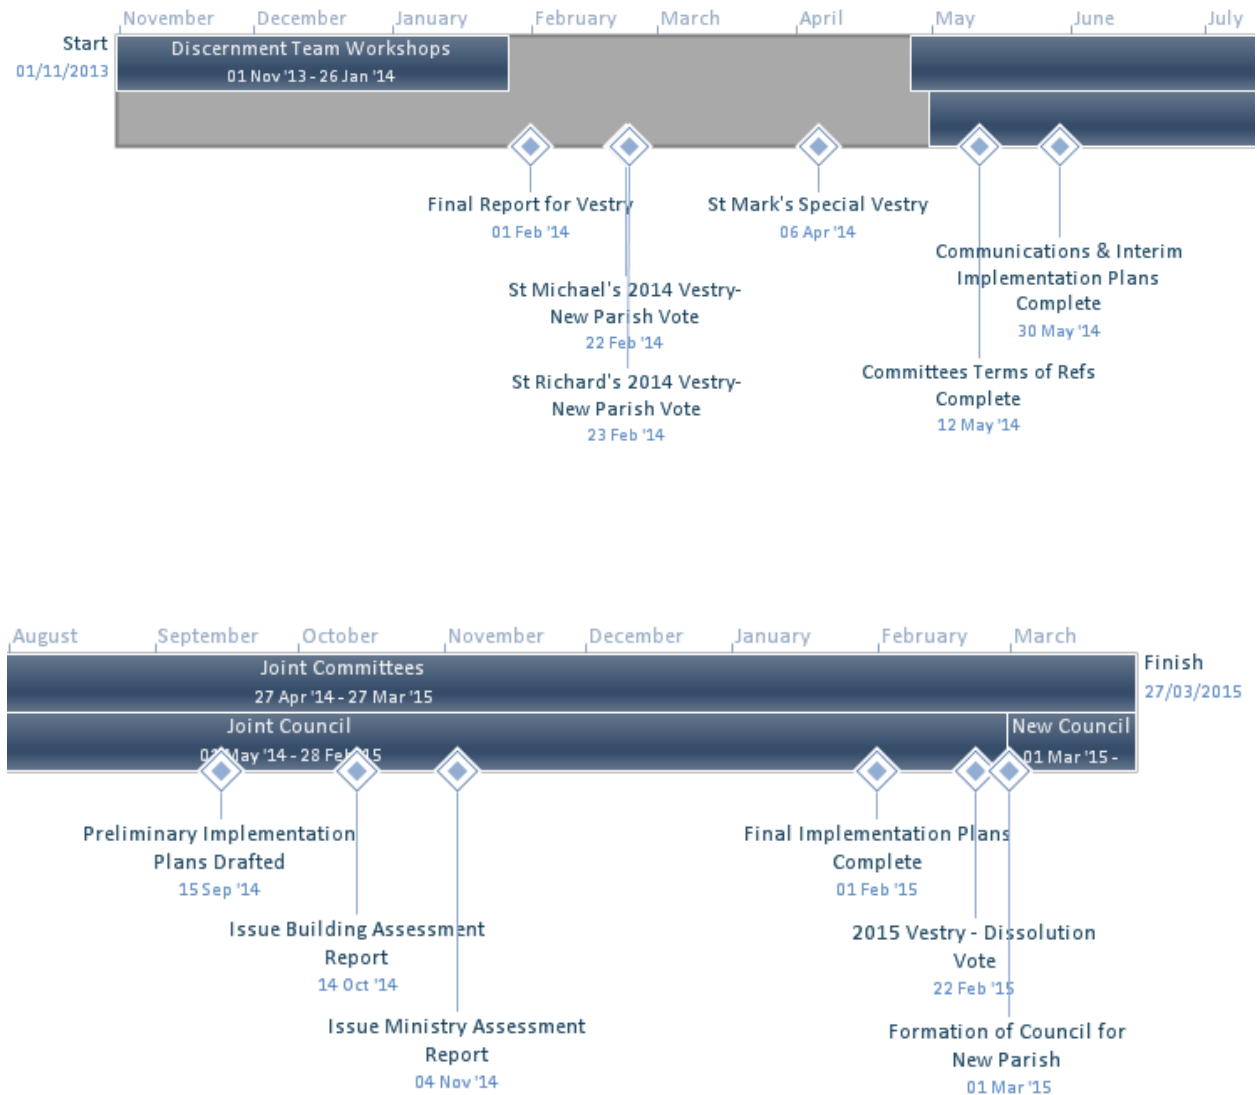 November December January February March April May June July
Start
01/11/2013
Discernment Team Workshops
01 Nov '13 - 26 Jan '14
Final Report for Vestry
01 Feb '14
St Michael's 2014 Vestry-
New Parish Vote
22 Feb '14
St Richard's 2014 Vestry-
New Parish Vote
23 Feb '14
St Mark's Special Vestry
06 Apr '14
Communications & Interim
Implementation Plans
Complete
30 May '14
Committees Terms of Refs
Complete
12 May '14
August September October November December January February March
Joint Committees
27 Apr '14 - 27 Mar '15
Finish
27/03/2015
Joint Council
May '14 - 28 Feb '15
New Council
01 Mar '15 -
Preliminary Implementation
Plans Drafted
15 Sep '14
Issue Building Assessment
Report
14 Oct '14
Issue Ministry Assessment
Report
04 Nov '14
Final Implementation Plans
Complete
01 Feb '15
2015 Vestry - Dissolution
Vote
22 Feb '15
Formation of Council for
New Parish
01 Mar '15